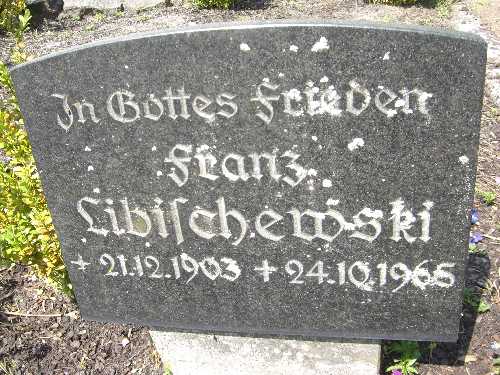 In Gottes Frieden
Franz
Libischewski
+ 21.12.1903 + 24.10.1965